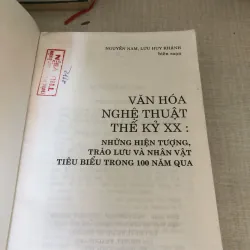 NGUYÊN NAM, LƯU HUY KHÁNH
biên soạn
VĂN HÓA
NGHỆ THUẬT
THẾ KỶ XX :
NHỮNG HIỆN TƯỢNG,
TRÀO LƯU VÀ NHÂN VẬT
TIÊU BIỂU TRONG 100 NĂM QUA